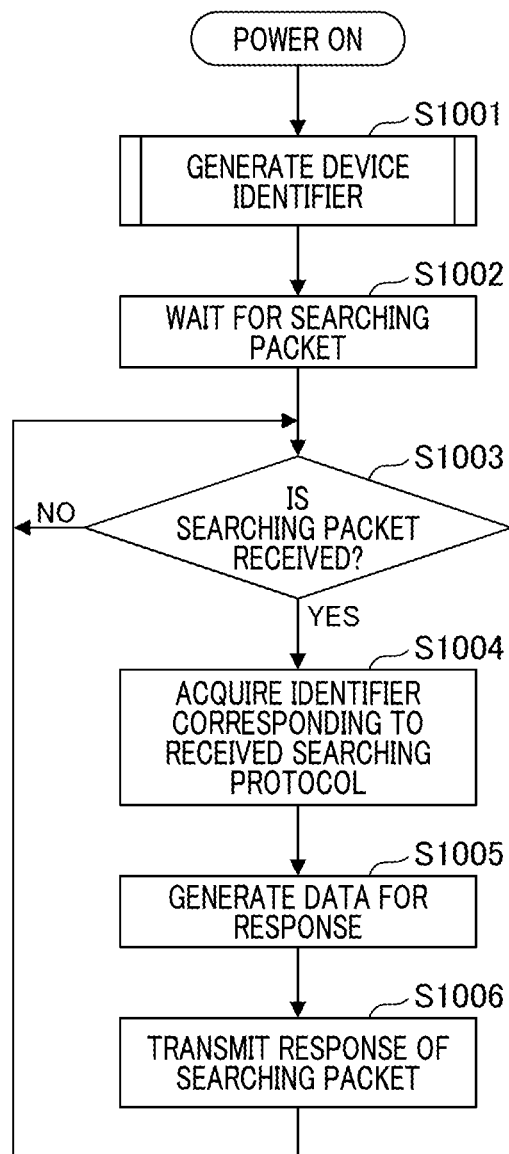 POWER ON
S1001
GENERATE DEVICE
IDENTIFIER
S1002
WAIT FOR SEARCHING
PACKET
S1003
IS
SEARCHING PACKET
RECEIVED?
NO
YES
S1004
ACQUIRE IDENTIFIER
CORRESPONDING TO
RECEIVED SEARCHING
PROTOCOL
S1005
GENERATE DATA FOR
RESPONSE
S1006
TRANSMIT RESPONSE OF
SEARCHING PACKET